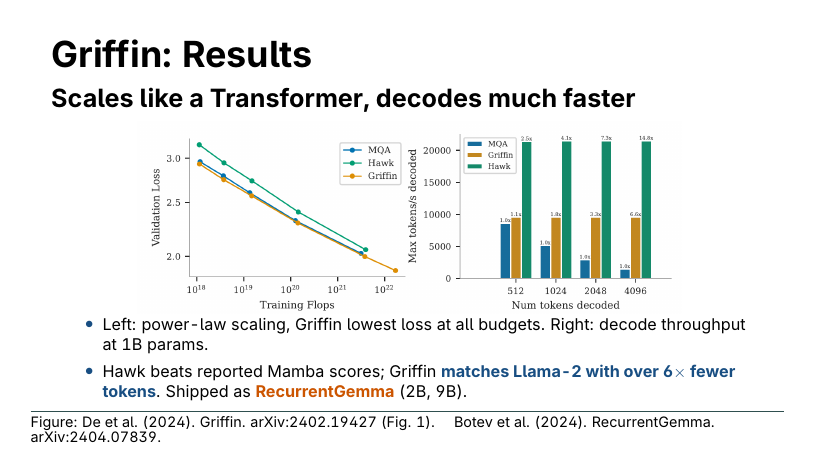 Griffin: Results
Scales like a Transformer, decodes much faster
Validation Loss
3.0
2.5
2.0
MQA
Hawk
Griffin
10^18
10^19
10^20
10^21
10^22
Training Flops
Max tokens/s decoded
20000
15000
10000
5000
0
MQA
Griffin
Hawk
1.0x
1.1x
2.5x
1.0x
1.8x
4.1x
1.0x
3.3x
7.3x
1.0x
6.6x
14.8x
512
1024
2048
4096
Num tokens decoded
• Left: power-law scaling, Griffin lowest loss at all budgets. Right: decode throughput
at 1B params.
• Hawk beats reported Mamba scores; Griffin matches Llama-2 with over 6× fewer
tokens. Shipped as RecurrentGemma (2B, 9B).
Figure: De et al. (2024). Griffin. arXiv:2402.19427 (Fig. 1). Botev et al. (2024). RecurrentGemma.
arXiv:2404.07839.